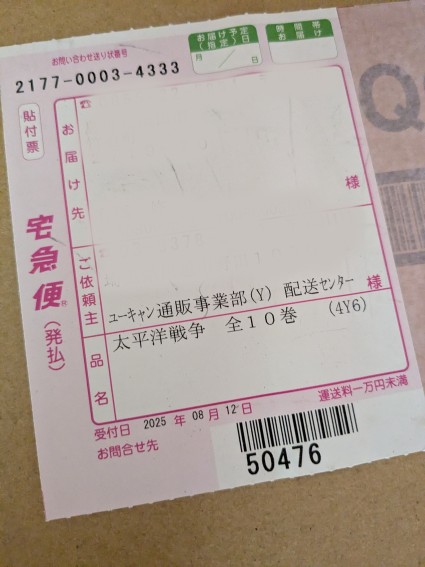 お問い合わせ送り状番号
2177-0003-4333
お届け予定
(指定)日
月 / 日
時間帯
お届け
貼付票
お届け先
様
宅急便®
(発払)
ご依頼主
ユーキャン通販事業部(Y) 配送センター 様
品名
太平洋戦争 全10巻 (4Y6)
受付日 2025 年 08 月 12 日
運送料一万円未満
お問合せ先
50476
Q